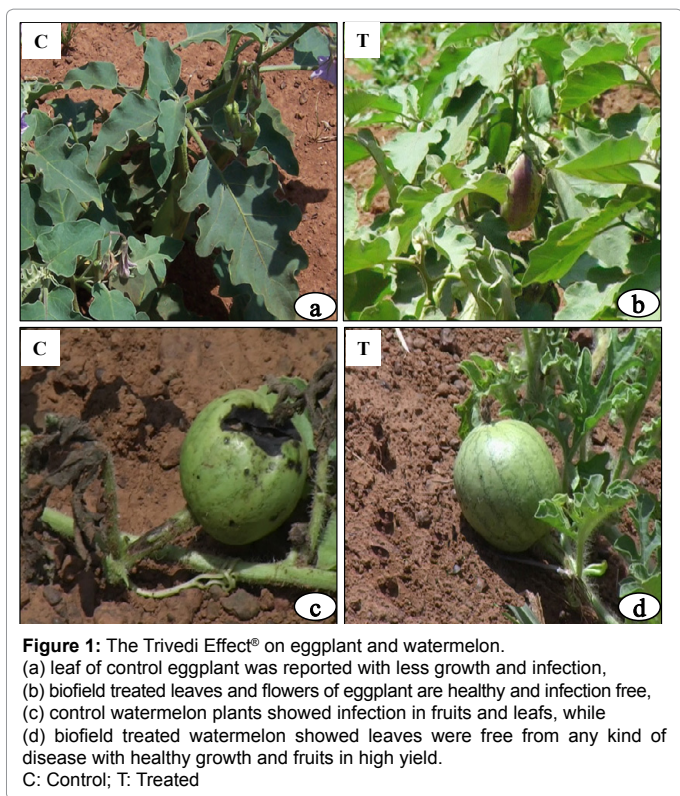 C
T
a
b
C
T
c
d
Figure 1: The Trivedi Effect® on eggplant and watermelon.
(a) leaf of control eggplant was reported with less growth and infection,
(b) biofield treated leaves and flowers of eggplant are healthy and infection free,
(c) control watermelon plants showed infection in fruits and leafs, while
(d) biofield treated watermelon showed leaves were free from any kind of
disease with healthy growth and fruits in high yield.
C: Control; T: Treated